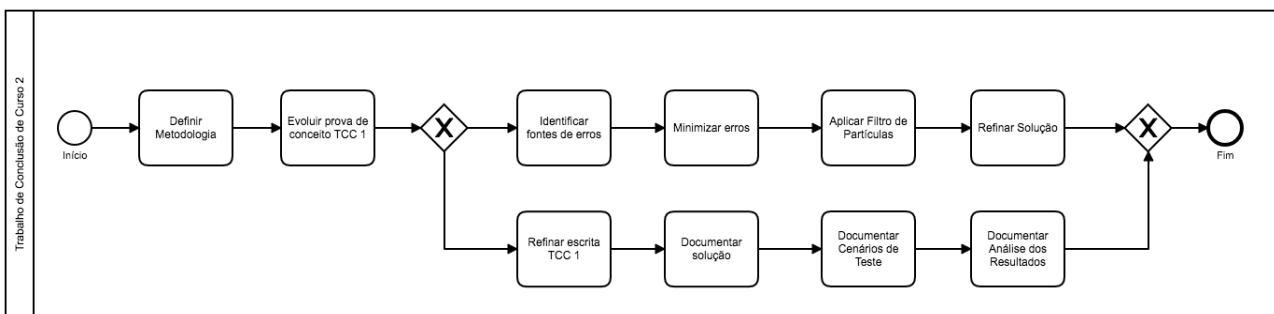 Trabalho de Conclusão de Curso 2
Início
Definir
Metodologia
Evoluir prova de
conceito TCC 1
X
Identificar
fontes de erros
Minimizar erros
Aplicar Filtro de
Partículas
Refinar Solução
X
Fim
Refinar escrita
TCC 1
Documentar
solução
Documentar
Cenários de
Teste
Documentar
Análise dos
Resultados